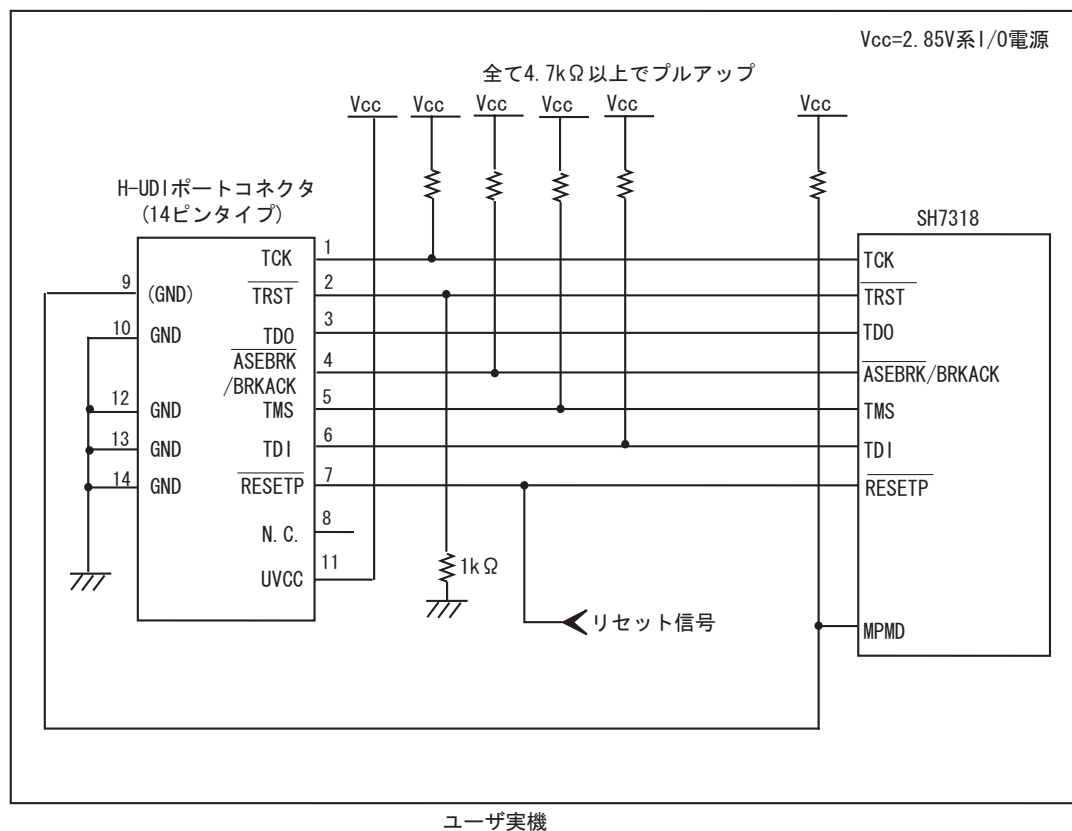 Vcc=2.85V系I/O電源
全て4.7kΩ以上でプルアップ
Vcc Vcc Vcc Vcc Vcc Vcc
H-UDIポートコネクタ
(14ピンタイプ)
SH7318
TCK 1 TCK
9 (GND) TRST 2 TRST
10 GND TDO 3 TDO
ASEBRK
/BRKACK 4 ASEBRK/BRKACK
12 GND TMS 5 TMS
13 GND TDI 6 TDI
14 GND RESETP 7 RESETP
N.C. 8
UVCC 11
1kΩ
リセット信号
MPMD
ユーザ実機